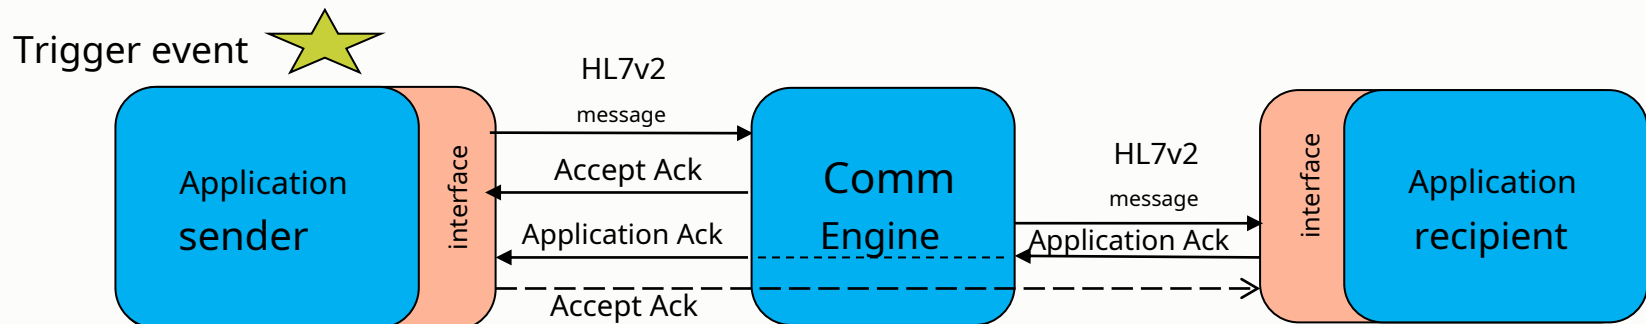 Trigger event
HL7v2
message
Application
sender
interface
Accept Ack
Application Ack
Accept Ack
Comm
Engine
HL7v2
message
Application Ack
interface
Application
recipient